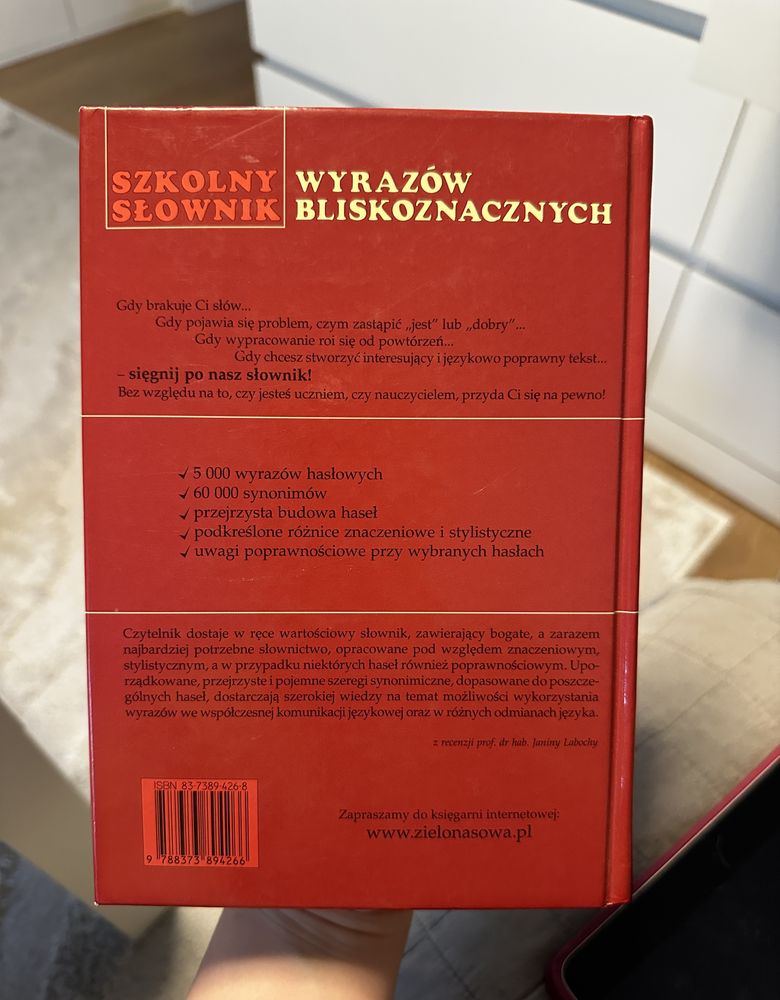 SZKOLNY
SŁOWNIK
WYRAZÓW
BLISKOZNACZNYCH
Gdy brakuje Ci słów...
Gdy pojawia się problem, czym zastąpić „jest” lub „dobry”...
Gdy wypracowanie roi się od powtórzeń...
Gdy chcesz stworzyć interesujący i językowo poprawny tekst...
– sięgnij po nasz słownik!
Bez względu na to, czy jesteś uczniem, czy nauczycielem, przyda Ci się na pewno!
✓ 5 000 wyrazów hasłowych
✓ 60 000 synonimów
✓ przejrzysta budowa haseł
✓ podkreślone różnice znaczeniowe i stylistyczne
✓ uwagi poprawnościowe przy wybranych hasłach
Czytelnik dostaje w ręce wartościowy słownik, zawierający bogate, a zarazem
najbardziej potrzebne słownictwo, opracowane pod względem znaczeniowym,
stylistycznym, a w przypadku niektórych haseł również poprawnościowym. Upo-
rządkowane, przejrzyste i pojemne szeregi synonimiczne, dopasowane do poszcze-
gólnych haseł, dostarczają szerokiej wiedzy na temat możliwości wykorzystania
wyrazów we współczesnej komunikacji językowej oraz w różnych odmianach języka.
z recenzji prof. dr hab. Janiny Labochy
ISBN 83-7389-426-8
9 788373 894266
Zapraszamy do księgarni internetowej:
www.zielonasowa.pl